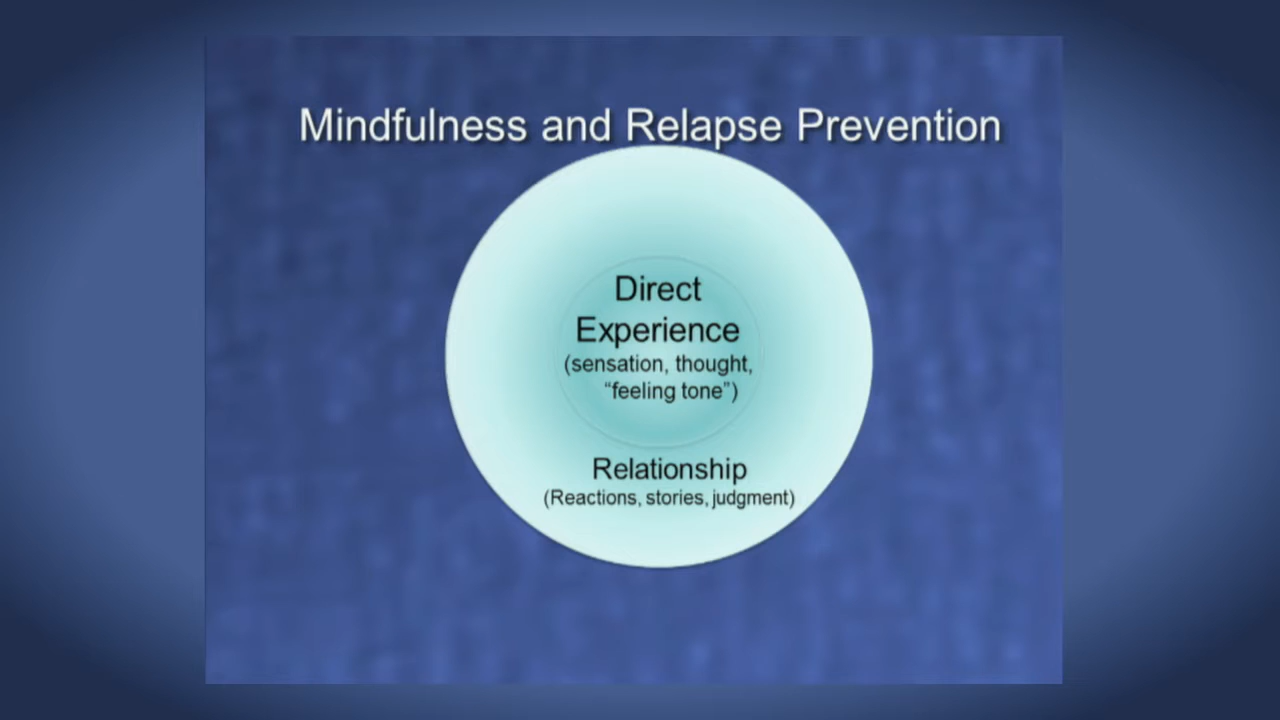 Mindfulness and Relapse Prevention
Direct
Experience
(sensation, thought,
“feeling tone”)
Relationship
(Reactions, stories, judgment)